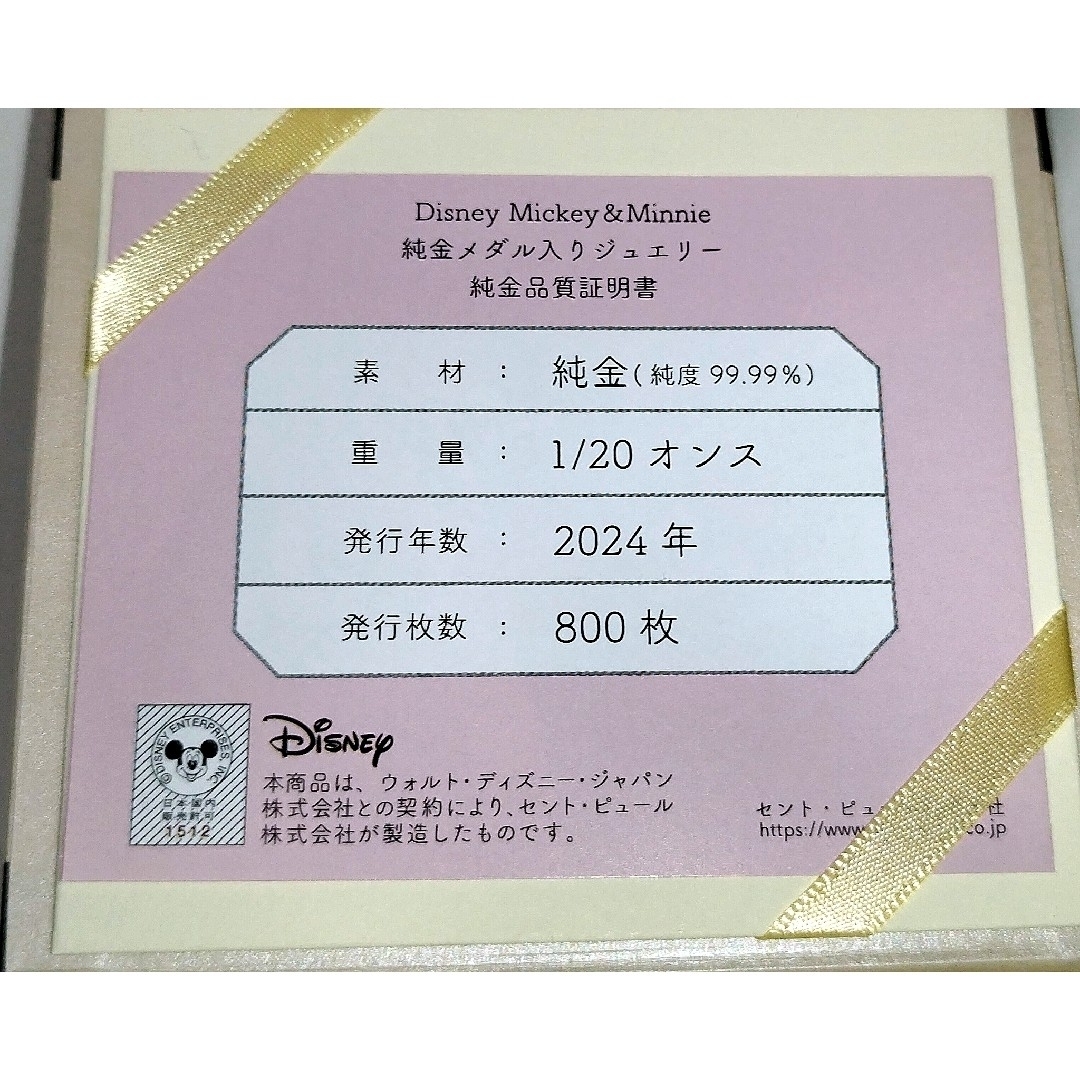 Disney Mickey&Minnie
純金メダル入りジュエリー
純金品質証明書
素 材 : 純金(純度 99.99%)
重 量 : 1/20 オンス
発行年数 : 2024 年
発行枚数 : 800 枚
©DISNEY ENTERPRISES, INC.
日本国内
販売許可
1512
Disney
本商品は、ウォルト・ディズニー・ジャパン
株式会社との契約により、セント・ピュール
株式会社が製造したものです。
セント・ピュ 社
https://www. co.jp